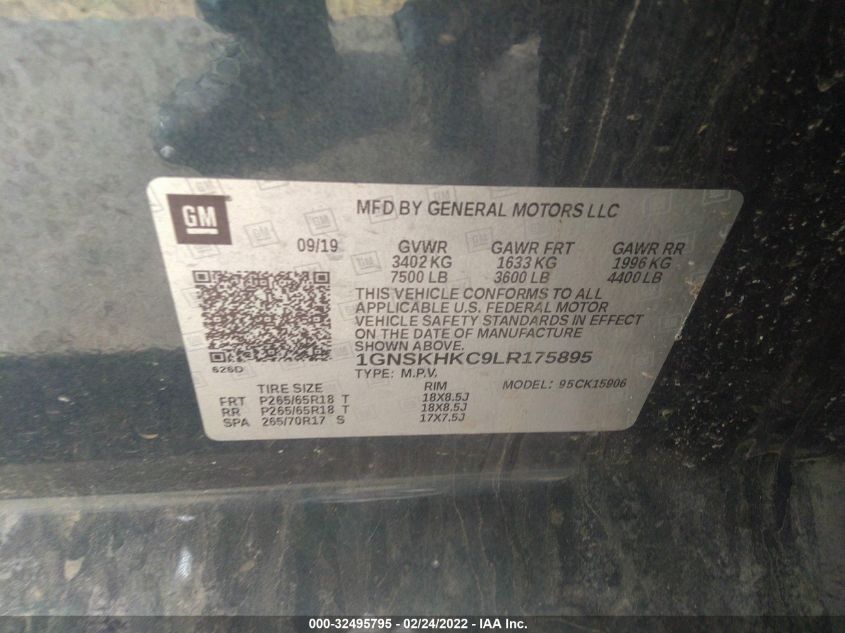 GM
MFD BY GENERAL MOTORS LLC
09/19 GVWR GAWR FRT GAWR RR
3402 KG 1633 KG 1996 KG
7500 LB 3600 LB 4400 LB
THIS VEHICLE CONFORMS TO ALL
APPLICABLE U.S. FEDERAL MOTOR
VEHICLE SAFETY STANDARDS IN EFFECT
ON THE DATE OF MANUFACTURE
SHOWN ABOVE.
1GNSKHKC9LR175895
626D
TYPE: M.P.V. MODEL: 95CK15906
TIRE SIZE RIM
FRT P265/65R18 T 18X8.5J
RR P265/65R18 T 18X8.5J
SPA 265/70R17 S 17X7.5J
000-32495795 - 02/24/2022 - IAA Inc.